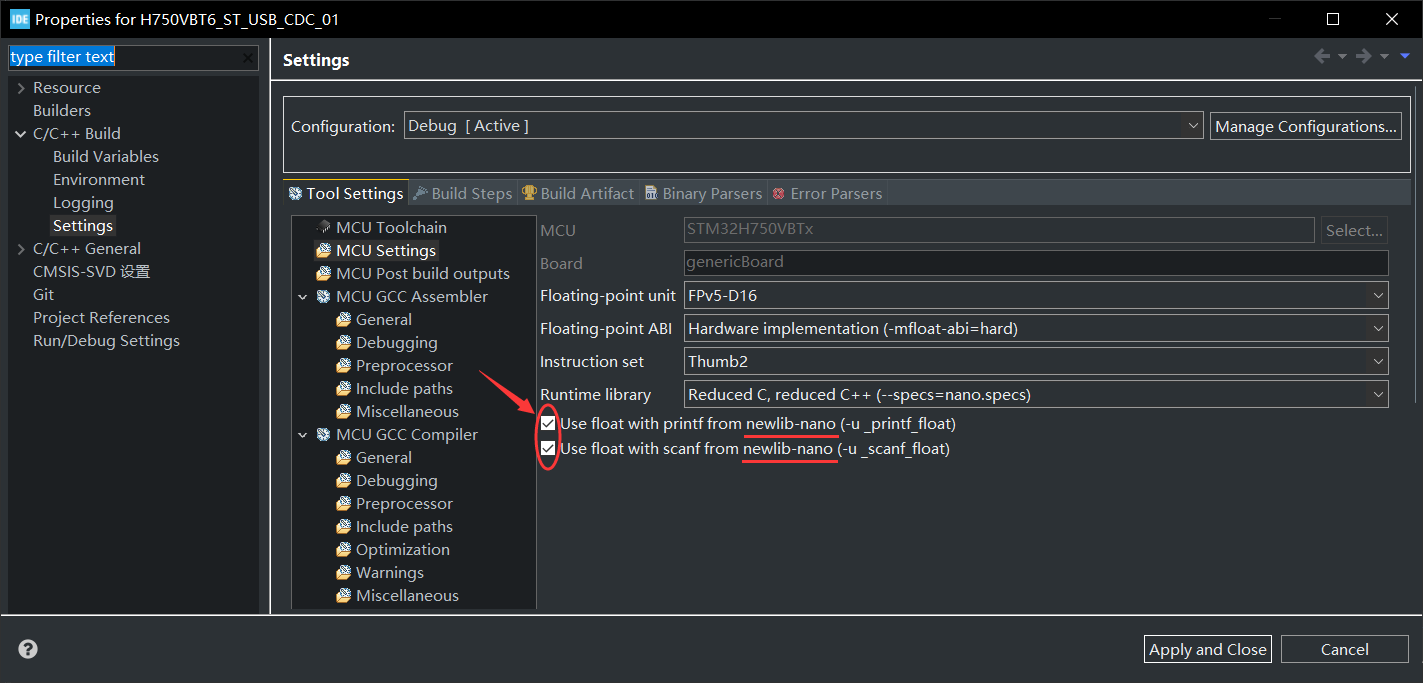 IDE Properties for H750VBT6_ST_USB_CDC_01
type filter text
Resource
Builders
C/C++ Build
Build Variables
Environment
Logging
Settings
C/C++ General
CMSIS-SVD 设置
Git
Project References
Run/Debug Settings
Settings
Configuration: Debug [ Active ] Manage Configurations...
Tool Settings Build Steps Build Artifact Binary Parsers Error Parsers
MCU Toolchain
MCU Settings
MCU Post build outputs
MCU GCC Assembler
General
Debugging
Preprocessor
Include paths
Miscellaneous
MCU GCC Compiler
General
Debugging
Preprocessor
Include paths
Optimization
Warnings
Miscellaneous
MCU STM32H750VBTx Select...
Board genericBoard
Floating-point unit FPv5-D16
Floating-point ABI Hardware implementation (-mfloat-abi=hard)
Instruction set Thumb2
Runtime library Reduced C, reduced C++ (--specs=nano.specs)
Use float with printf from newlib-nano (-u _printf_float)
Use float with scanf from newlib-nano (-u _scanf_float)
? Apply and Close Cancel